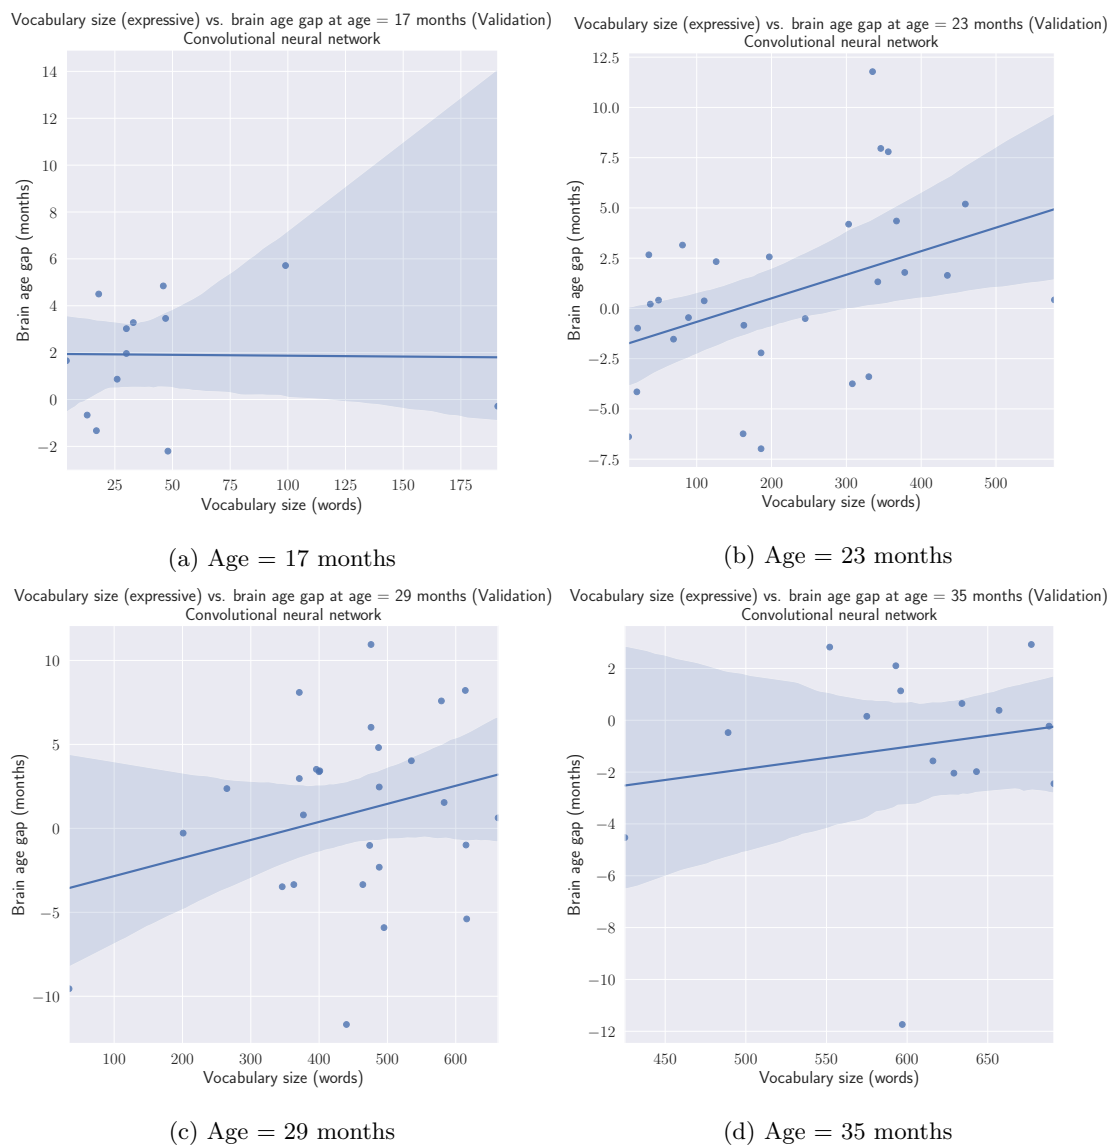 Vocabulary size (expressive) vs. brain age gap at age = 17 months (Validation)
Convolutional neural network
14
12
10
8
6
4
2
0
−2
Brain age gap (months)
25 50 75 100 125 150 175
Vocabulary size (words)
(a) Age = 17 months
Vocabulary size (expressive) vs. brain age gap at age = 23 months (Validation)
Convolutional neural network
12.5
10.0
7.5
5.0
2.5
0.0
−2.5
−5.0
−7.5
Brain age gap (months)
100 200 300 400 500
Vocabulary size (words)
(b) Age = 23 months
Vocabulary size (expressive) vs. brain age gap at age = 29 months (Validation)
Convolutional neural network
10
5
0
−5
−10
Brain age gap (months)
100 200 300 400 500 600
Vocabulary size (words)
(c) Age = 29 months
Vocabulary size (expressive) vs. brain age gap at age = 35 months (Validation)
Convolutional neural network
2
0
−2
−4
−6
−8
−10
−12
Brain age gap (months)
450 500 550 600 650
Vocabulary size (words)
(d) Age = 35 months